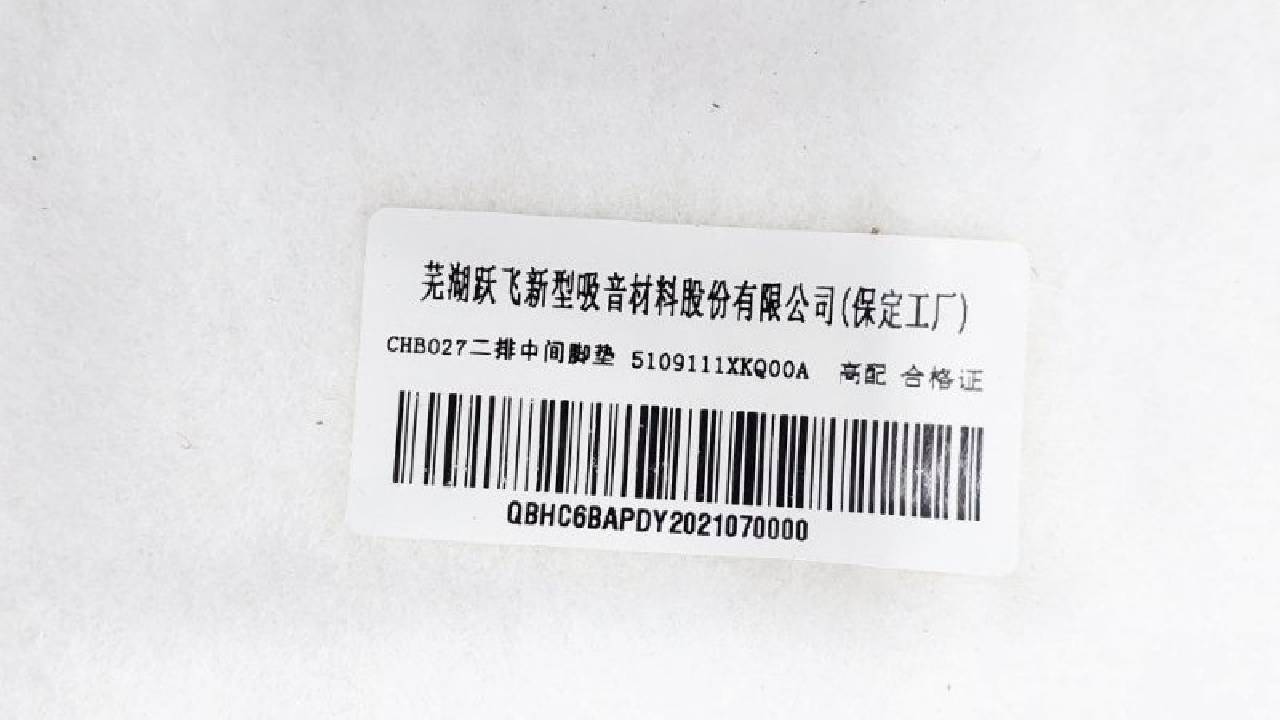 芜湖跃飞新型吸音材料股份有限公司(保定工厂)
CHB027二排中间脚垫 5109111XKQ00A 高配 合格证
QBHC6BAPDY2021070000